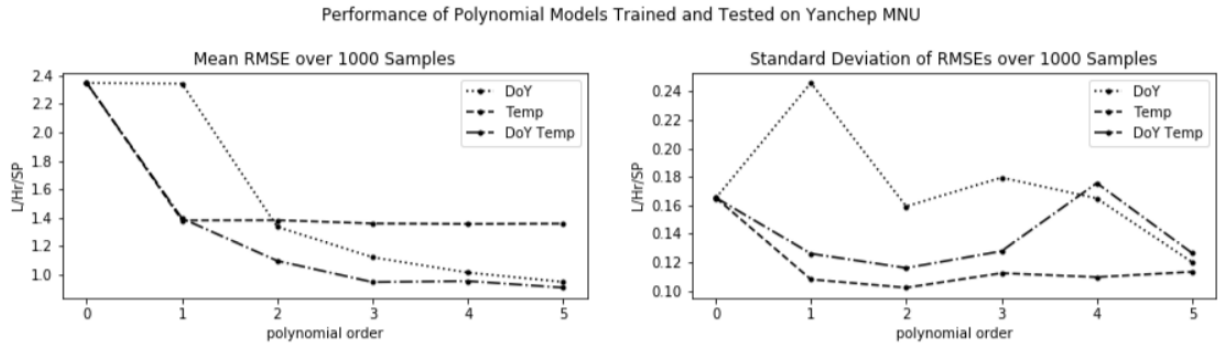 Performance of Polynomial Models Trained and Tested on Yanchep MNU
Mean RMSE over 1000 Samples
2.4
2.2
2.0
1.8
1.6
1.4
1.2
1.0
L/Hr/SP
DoY
Temp
DoY Temp
0 1 2 3 4 5
polynomial order
Standard Deviation of RMSEs over 1000 Samples
0.24
0.22
0.20
0.18
0.16
0.14
0.12
0.10
L/Hr/SP
DoY
Temp
DoY Temp
0 1 2 3 4 5
polynomial order